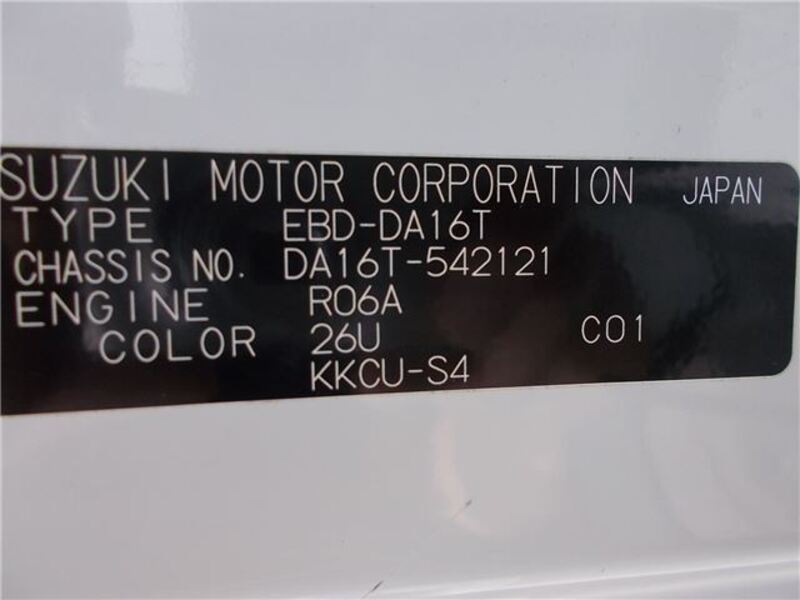 SUZUKI MOTOR CORPORATION JAPAN
TYPE EBD-DA16T
CHASSIS NO. DA16T-542121
ENGINE R06A
COLOR 26U C01
KKCU-S4